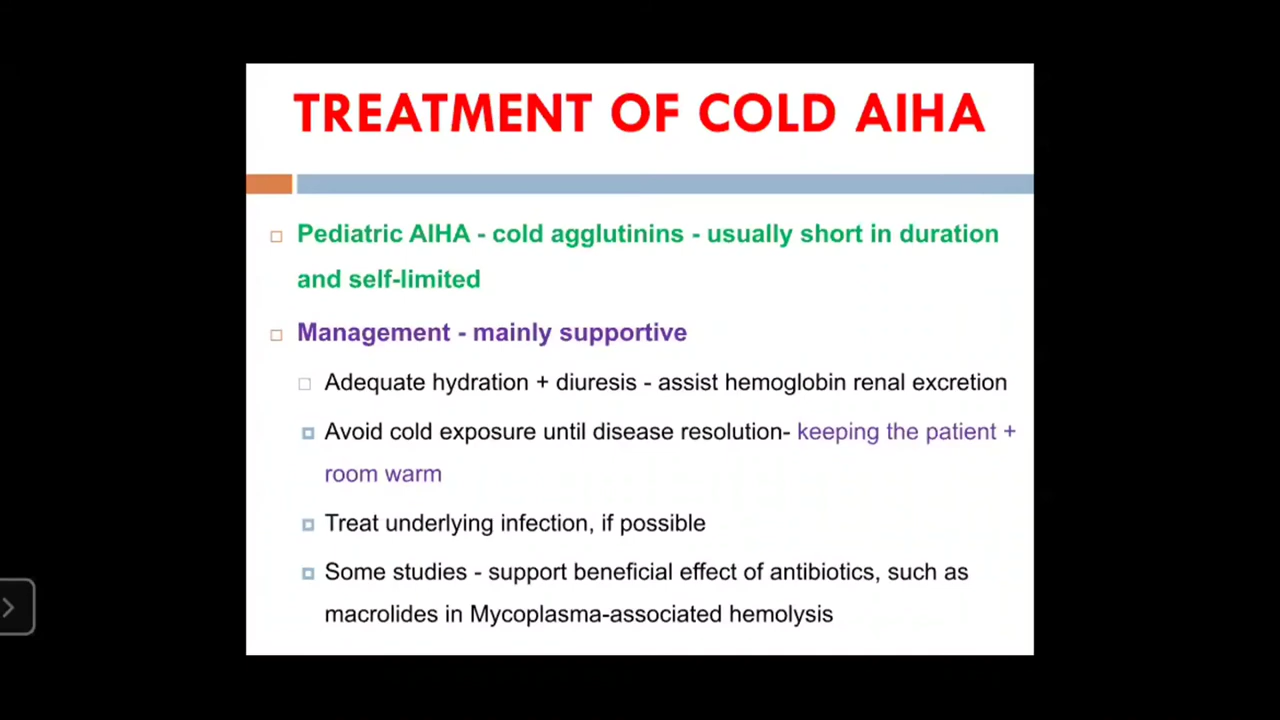 TREATMENT OF COLD AIHA
Pediatric AIHA - cold agglutinins - usually short in duration
and self-limited
Management - mainly supportive
Adequate hydration + diuresis - assist hemoglobin renal excretion
Avoid cold exposure until disease resolution- keeping the patient +
room warm
Treat underlying infection, if possible
Some studies - support beneficial effect of antibiotics, such as
macrolides in Mycoplasma-associated hemolysis